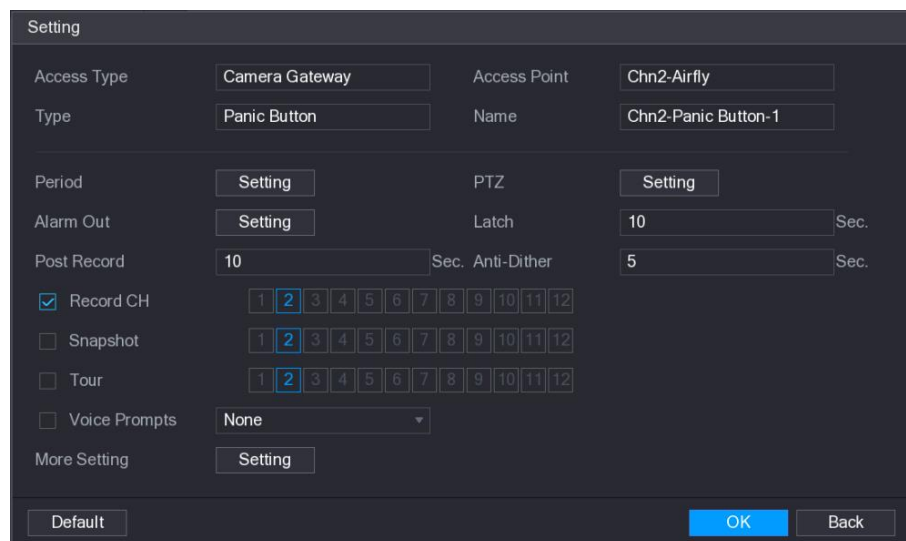 Setting
Access Type Camera Gateway Access Point Chn2-Airfly
Type Panic Button Name Chn2-Panic Button-1
Period Setting PTZ Setting
Alarm Out Setting Latch 10 Sec.
Post Record 10 Sec. Anti-Dither 5 Sec.
Record CH 1 2 3 4 5 6 7 8 9 10 11 12
Snapshot 1 2 3 4 5 6 7 8 9 10 11 12
Tour 1 2 3 4 5 6 7 8 9 10 11 12
Voice Prompts None
More Setting Setting
Default OK Back